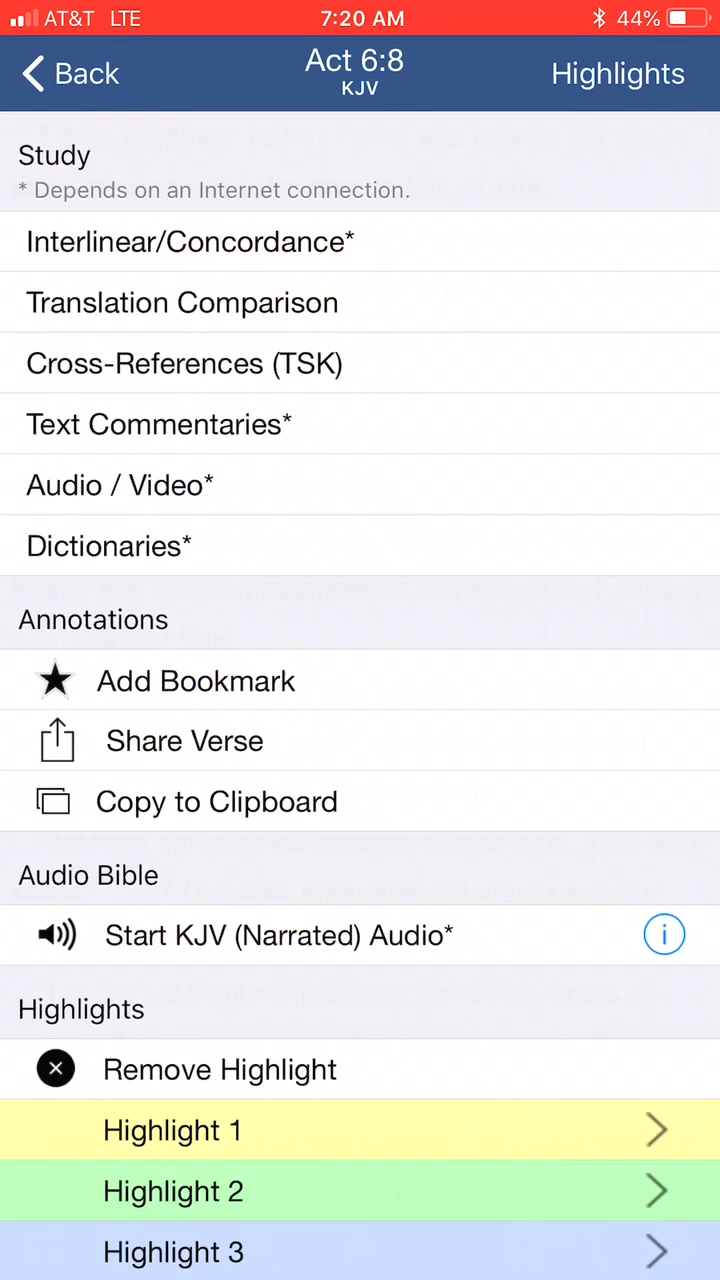 AT&T LTE 7:20 AM 44%
Back Act 6:8 Highlights
KJV
Study
* Depends on an Internet connection.
Interlinear/Concordance*
Translation Comparison
Cross-References (TSK)
Text Commentaries*
Audio / Video*
Dictionaries*
Annotations
Add Bookmark
Share Verse
Copy to Clipboard
Audio Bible
Start KJV (Narrated) Audio* i
Highlights
Remove Highlight
Highlight 1
Highlight 2
Highlight 3